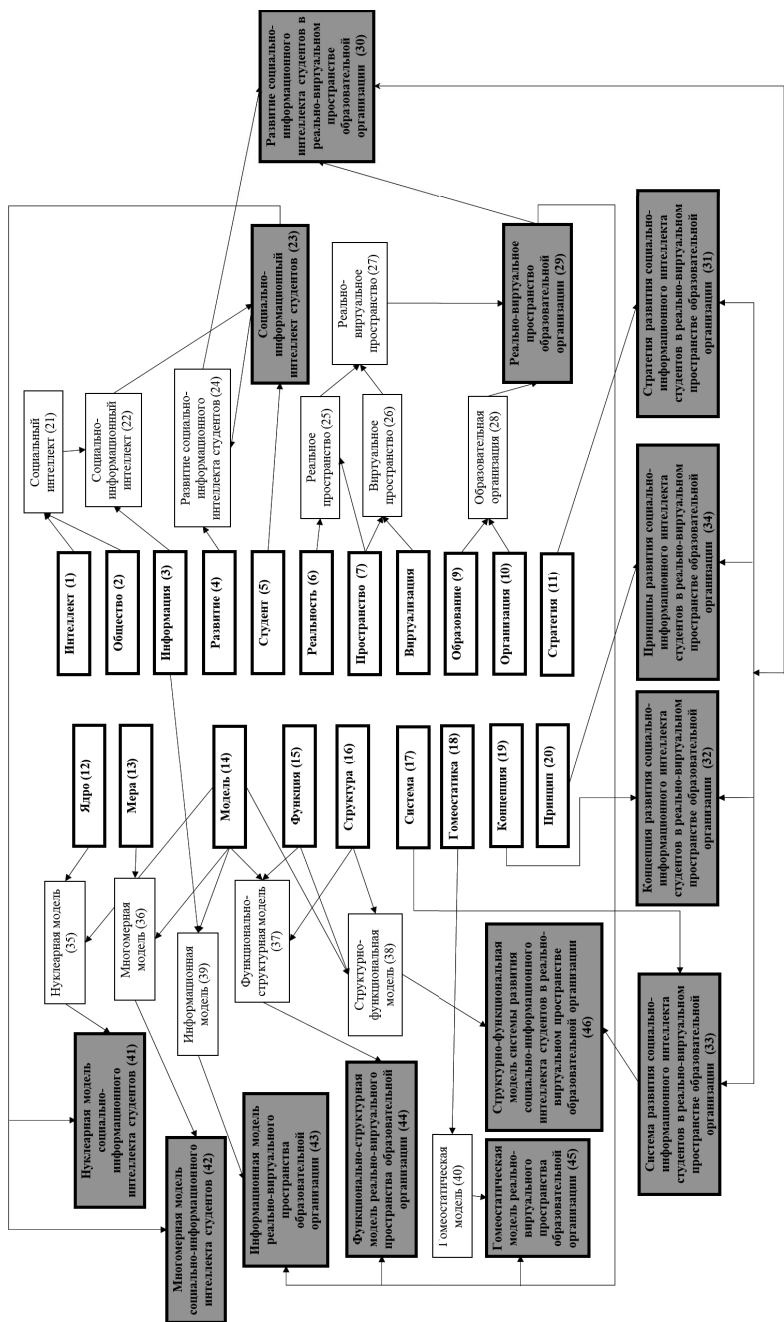 Нуклеарная модель
социально-
информационного
интеллекта студентов (41)
Многомерная модель
социально-информационного
интеллекта студентов (42)
Информационная модель
реально-виртуального
пространства
образовательной
организации (43)
Функционально-структурная
модель реально-виртуального
пространства образовательной
организации (44)
Гомеостатическая
модель (40)
Гомеостатическая
модель реально-
виртуального
пространства
образовательной
организации (45)
Нуклеарная модель
(35)
Многомерная
модель (36)
Информационная
модель (39)
Функционально-
структурная модель
(37)
Структурно-
функциональная
модель (38)
Структурно-функциональная
модель системы развития
социально-информационного
интеллекта студентов в реально-
виртуальном пространстве
образовательной организации
(46)
Система развития социально-
информационного интеллекта
студентов в реально-виртуальном
пространстве образовательной
организации (33)
Ядро (12)
Мера (13)
Модель (14)
Функция (15)
Структура (16)
Система (17)
Гомеостатика (18)
Концепция (19)
Принцип (20)
Концепция развития социально-
информационного интеллекта
студентов в реально-виртуальном
пространстве образовательной
организации (32)
Интеллект (1)
Общество (2)
Информация (3)
Развитие (4)
Студент (5)
Реальность (6)
Пространство (7)
Виртуализация
Образование (9)
Организация (10)
Стратегия (11)
Принципы развития социально-
информационного интеллекта
студентов в реально-виртуальном
пространстве образовательной
организации (34)
Социальный
интеллект (21)
Социально-
информационный
интеллект (22)
Развитие социально-
информационного
интеллекта студентов (24)
Реальное
пространство (25)
Виртуальное
пространство (26)
Образовательная
организация (28)
Стратегия развития социально-
информационного интеллекта
студентов в реально-виртуальном
пространстве образовательной
организации (31)
Социально-
информационный
интеллект студентов (23)
Реально-
виртуальное
пространство (27)
Реально-виртуальное
пространство
образовательной
организации (29)
Развитие социально-
информационного
интеллекта студентов в
реально-виртуальном
пространстве
образовательной
организации (30)